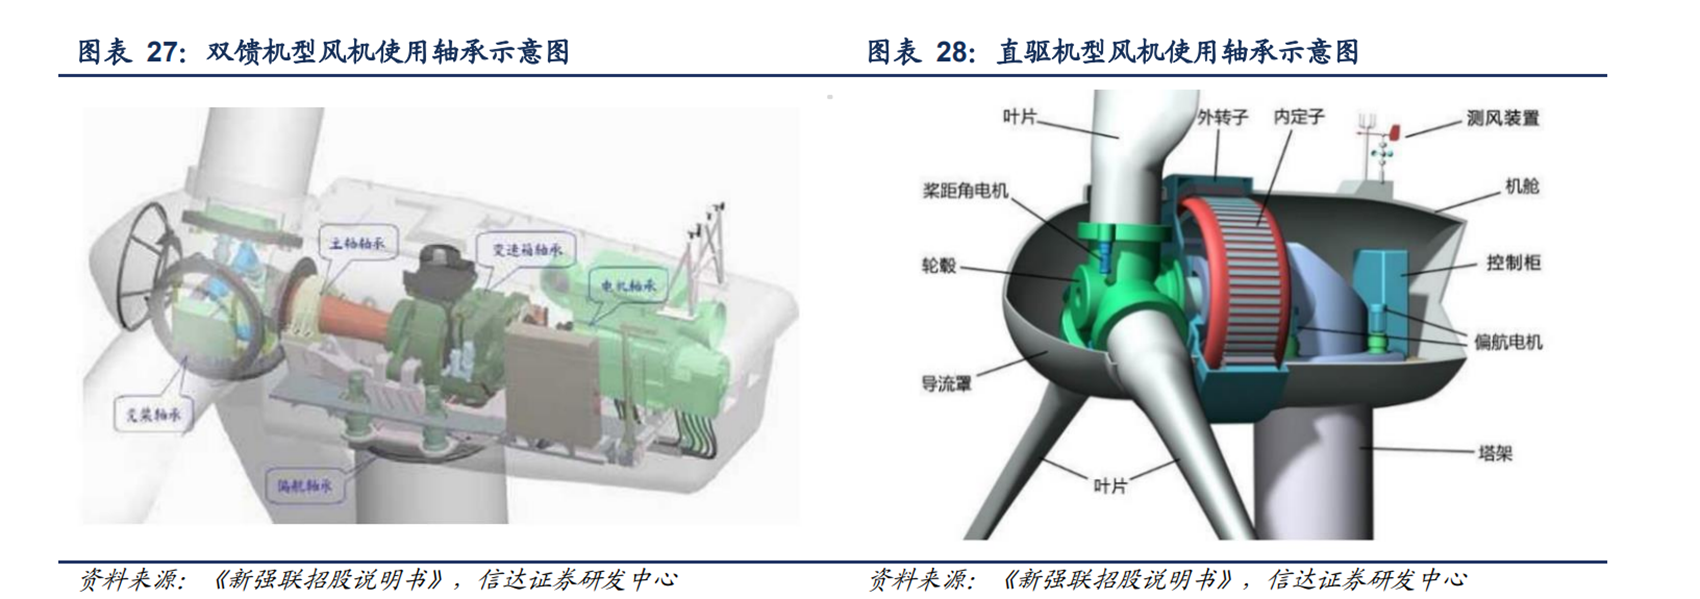 图表 27：双馈机型风机使用轴承示意图
图表 28：直驱机型风机使用轴承示意图
主轴轴承
变速箱轴承
电机轴承
变桨轴承
偏航轴承
叶片
外转子
内定子
测风装置
桨距角电机
机舱
轮毂
控制柜
偏航电机
导流罩
塔架
叶片
资料来源：《新强联招股说明书》，信达证券研发中心
资料来源：《新强联招股说明书》，信达证券研发中心